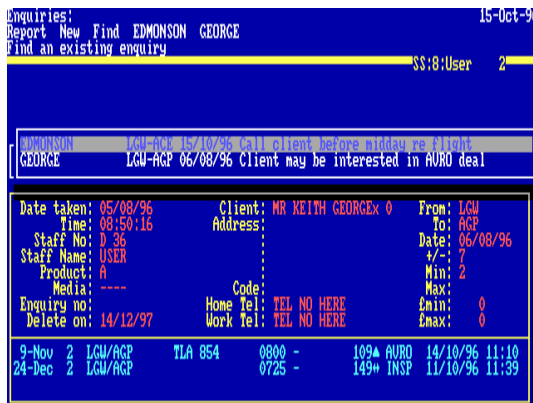 Enquiries: 15-Oct-9
Report New Find EDMONSON GEORGE
Find an existing enquiry
SS:8:User 2
EDMONSON LGW-ACE 15/10/96 Call client before midday re flight
GEORGE LGW-AGP 06/08/96 Client may be interested in AVRO deal
Date taken: 05/08/96 Client: MR KEITH GEORGEx 0 From: LGW
Time: 08:50:16 Address: To: AGP
Staff No: D 36 Date: 06/08/96
Staff Name: USER +/-: 7
Product: A Min: 2
Media: ---- Code: Max:
Enquiry no: Home Tel: TEL NO HERE £min: 0
Delete on: 14/12/97 Work Tel: TEL NO HERE £max: 0
9-Nov 2 LGW/AGP TLA 854 0800 - 109▲ AVRO 14/10/96 11:10
24-Dec 2 LGW/AGP 0725 - 149↔ INSP 11/10/96 11:39